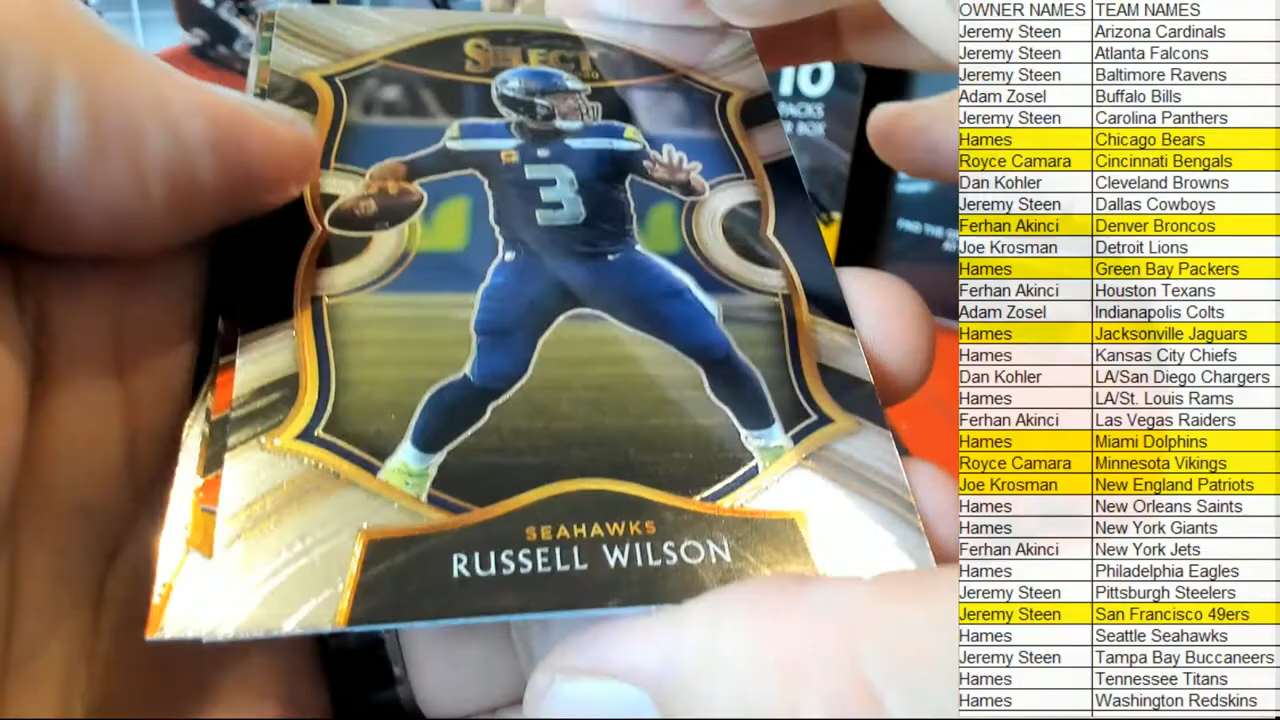 SELECT
3
SEAHAWKS
RUSSELL WILSON
10
OWNER NAMES TEAM NAMES
Jeremy Steen Arizona Cardinals
Jeremy Steen Atlanta Falcons
Jeremy Steen Baltimore Ravens
Adam Zosel Buffalo Bills
Jeremy Steen Carolina Panthers
Hames Chicago Bears
Royce Camara Cincinnati Bengals
Dan Kohler Cleveland Browns
Jeremy Steen Dallas Cowboys
Ferhan Akinci Denver Broncos
Joe Krosman Detroit Lions
Hames Green Bay Packers
Ferhan Akinci Houston Texans
Adam Zosel Indianapolis Colts
Hames Jacksonville Jaguars
Hames Kansas City Chiefs
Dan Kohler LA/San Diego Chargers
Hames LA/St. Louis Rams
Ferhan Akinci Las Vegas Raiders
Hames Miami Dolphins
Royce Camara Minnesota Vikings
Joe Krosman New England Patriots
Hames New Orleans Saints
Hames New York Giants
Ferhan Akinci New York Jets
Hames Philadelphia Eagles
Jeremy Steen Pittsburgh Steelers
Jeremy Steen San Francisco 49ers
Hames Seattle Seahawks
Jeremy Steen Tampa Bay Buccaneers
Hames Tennessee Titans
Hames Washington Redskins